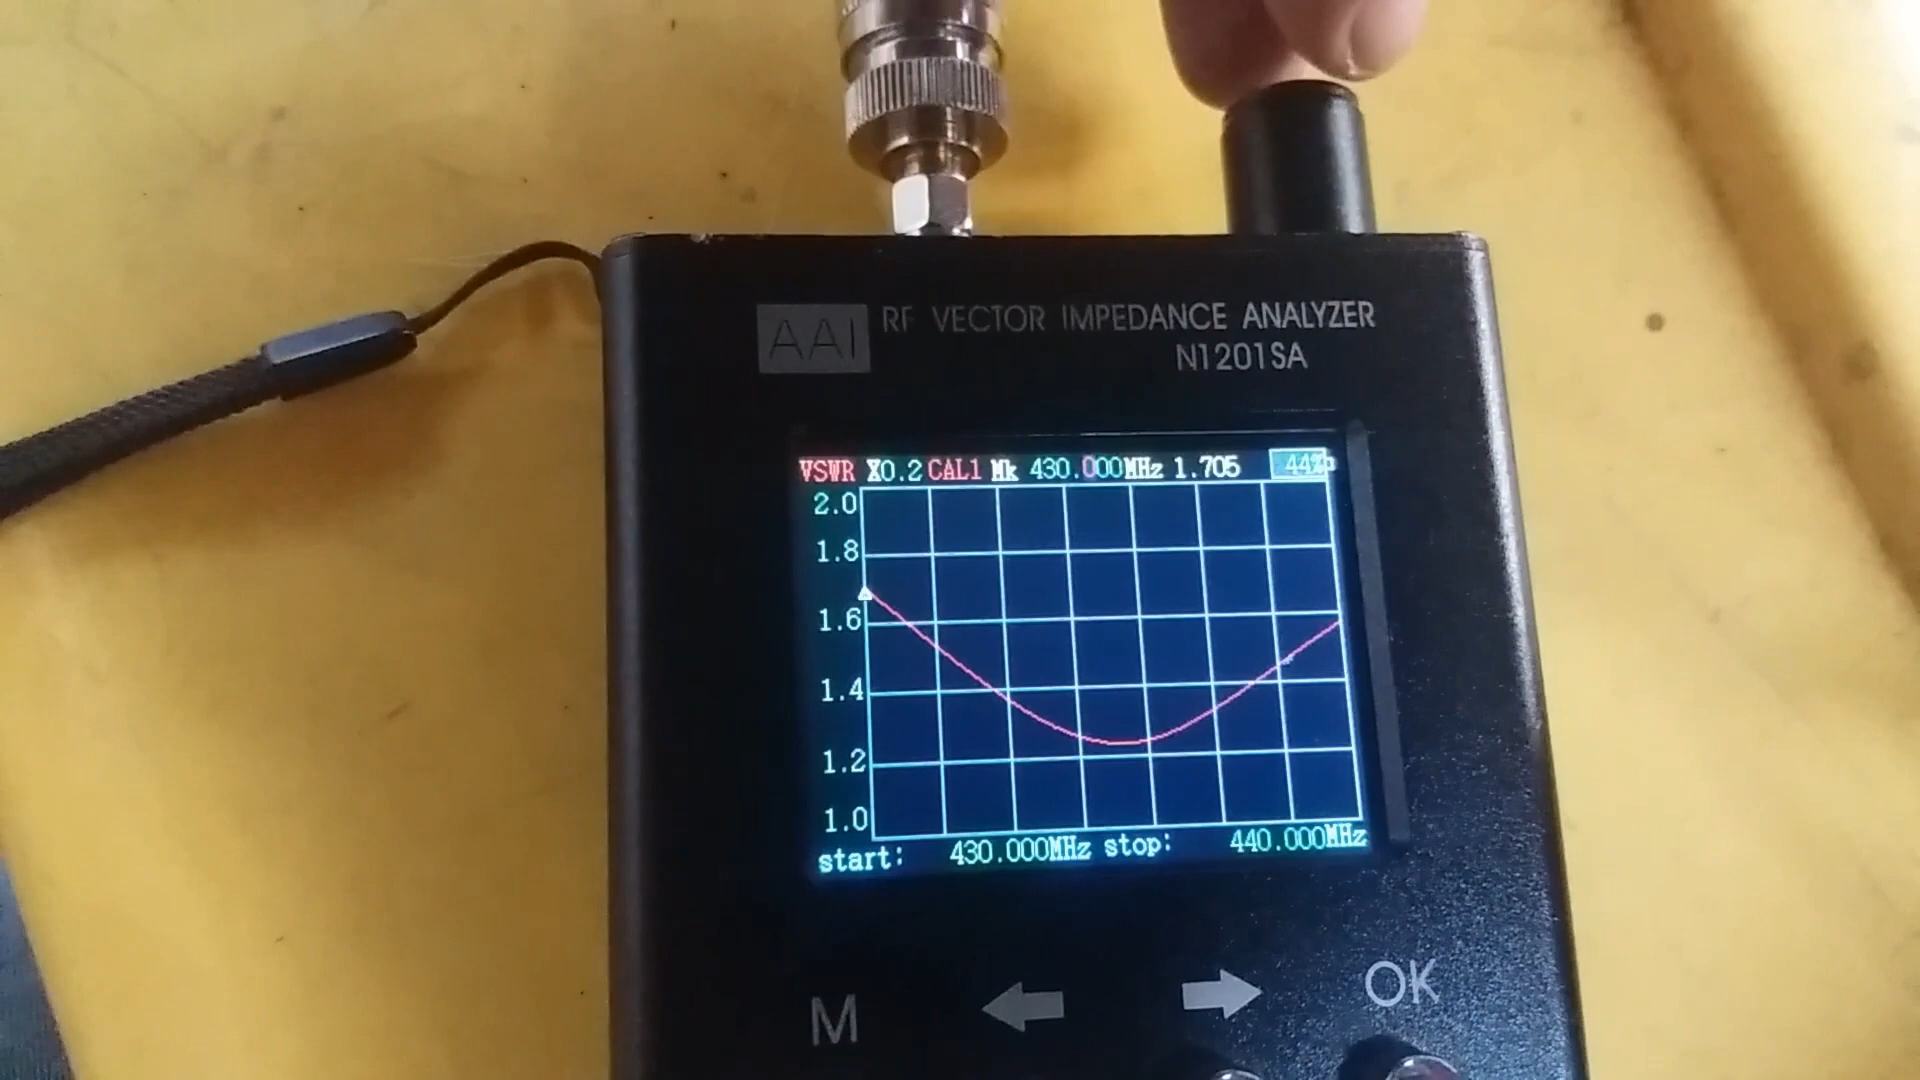 AAI RF VECTOR IMPEDANCE ANALYZER
N1201SA
VSWR X0.2 CAL1 Mk 430.000MHz 1.705 44%
2.0
1.8
1.6
1.4
1.2
1.0
start: 430.000MHz stop: 440.000MHz
M OK